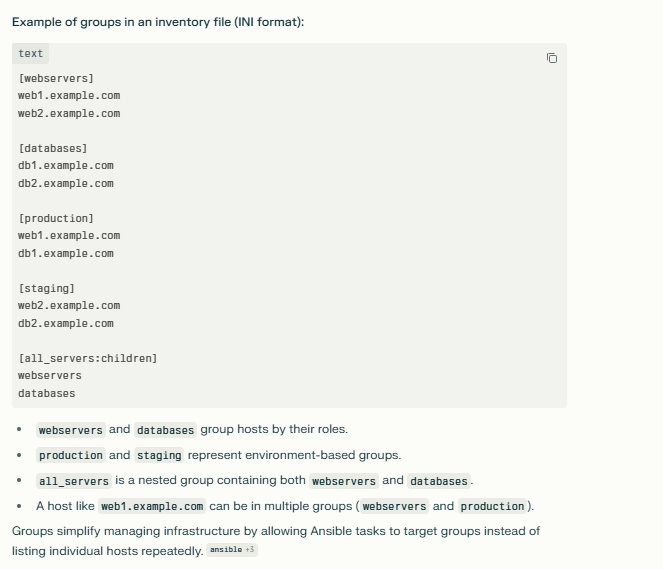 Example of groups in an inventory file (INI format):
text
[webservers]
web1.example.com
web2.example.com
[databases]
db1.example.com
db2.example.com
[production]
web1.example.com
db1.example.com
[staging]
web2.example.com
db2.example.com
[all_servers:children]
webservers
databases
• webservers and databases group hosts by their roles.
• production and staging represent environment-based groups.
• all_servers is a nested group containing both webservers and databases.
• A host like web1.example.com can be in multiple groups (webservers and production).
Groups simplify managing infrastructure by allowing Ansible tasks to target groups instead of
listing individual hosts repeatedly. ansible +3